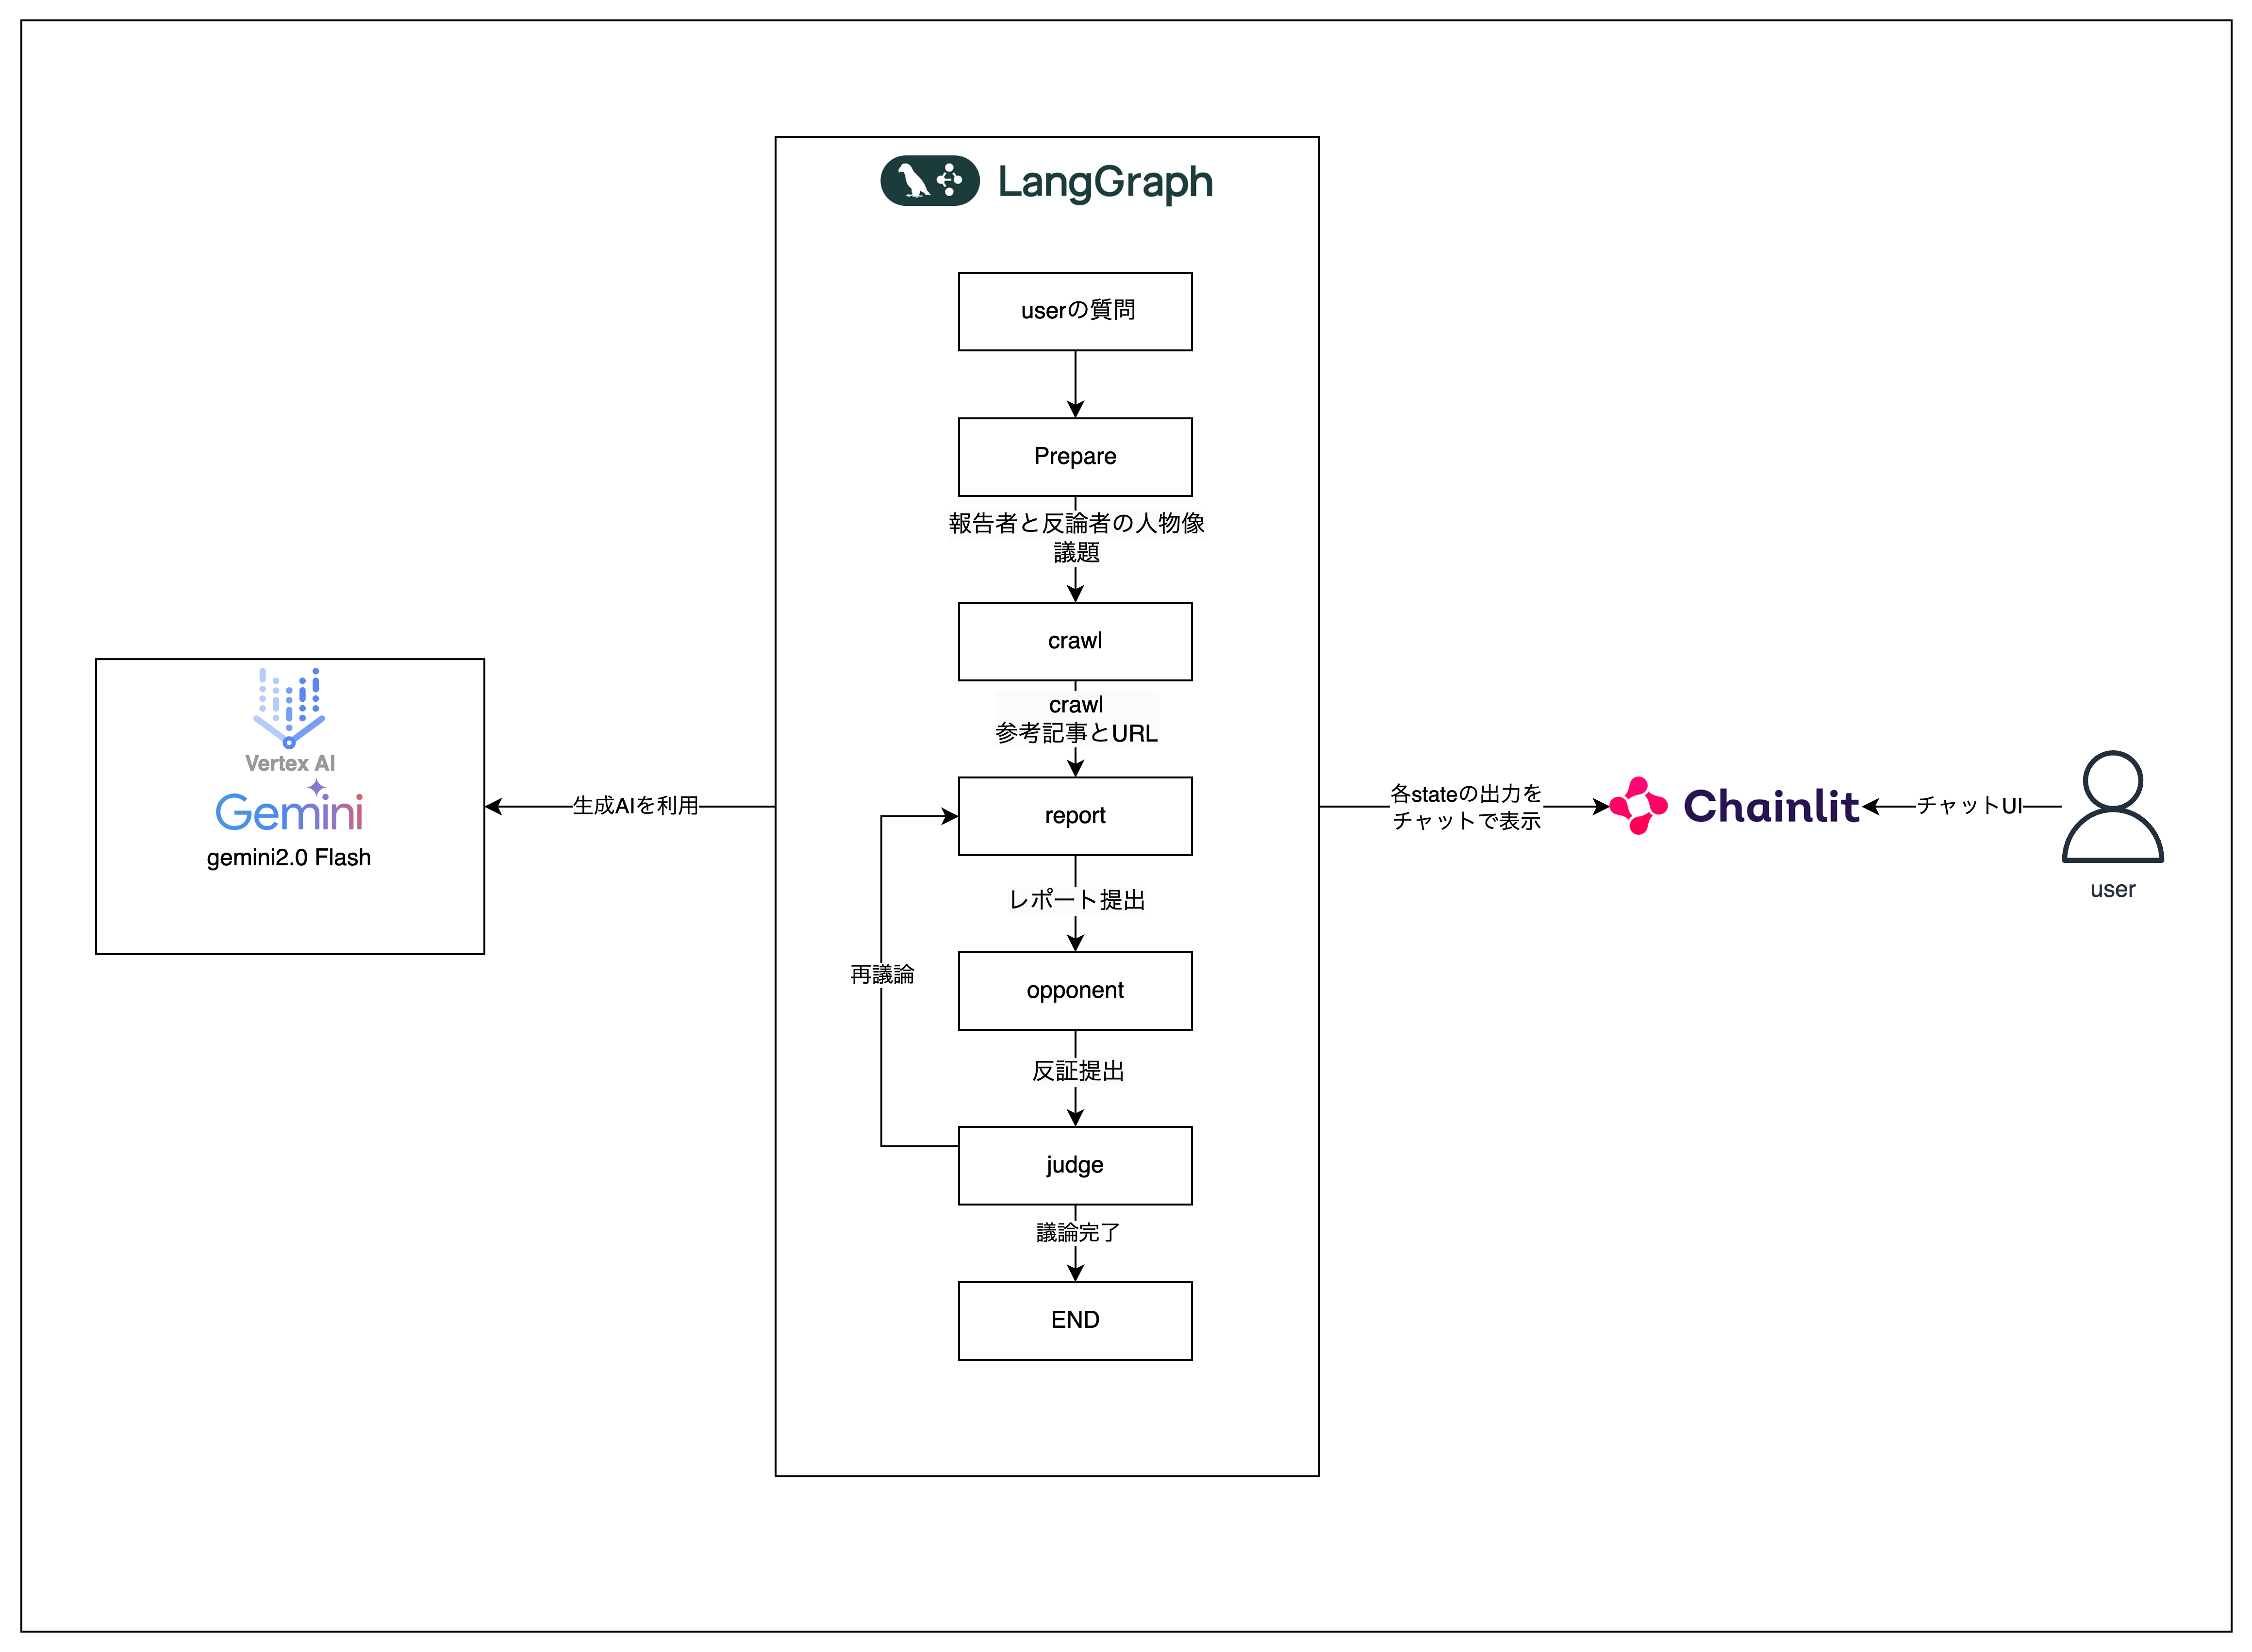 LangGraph
userの質問
Prepare
報告者と反論者の人物像
議題
crawl
crawl
参考記事とURL
report
レポート提出
opponent
反証提出
judge
再議論
議論完了
END
Vertex AI
Gemini
gemini2.0 Flash
生成AIを利用
各stateの出力を
チャットで表示
Chainlit
チャットUI
user